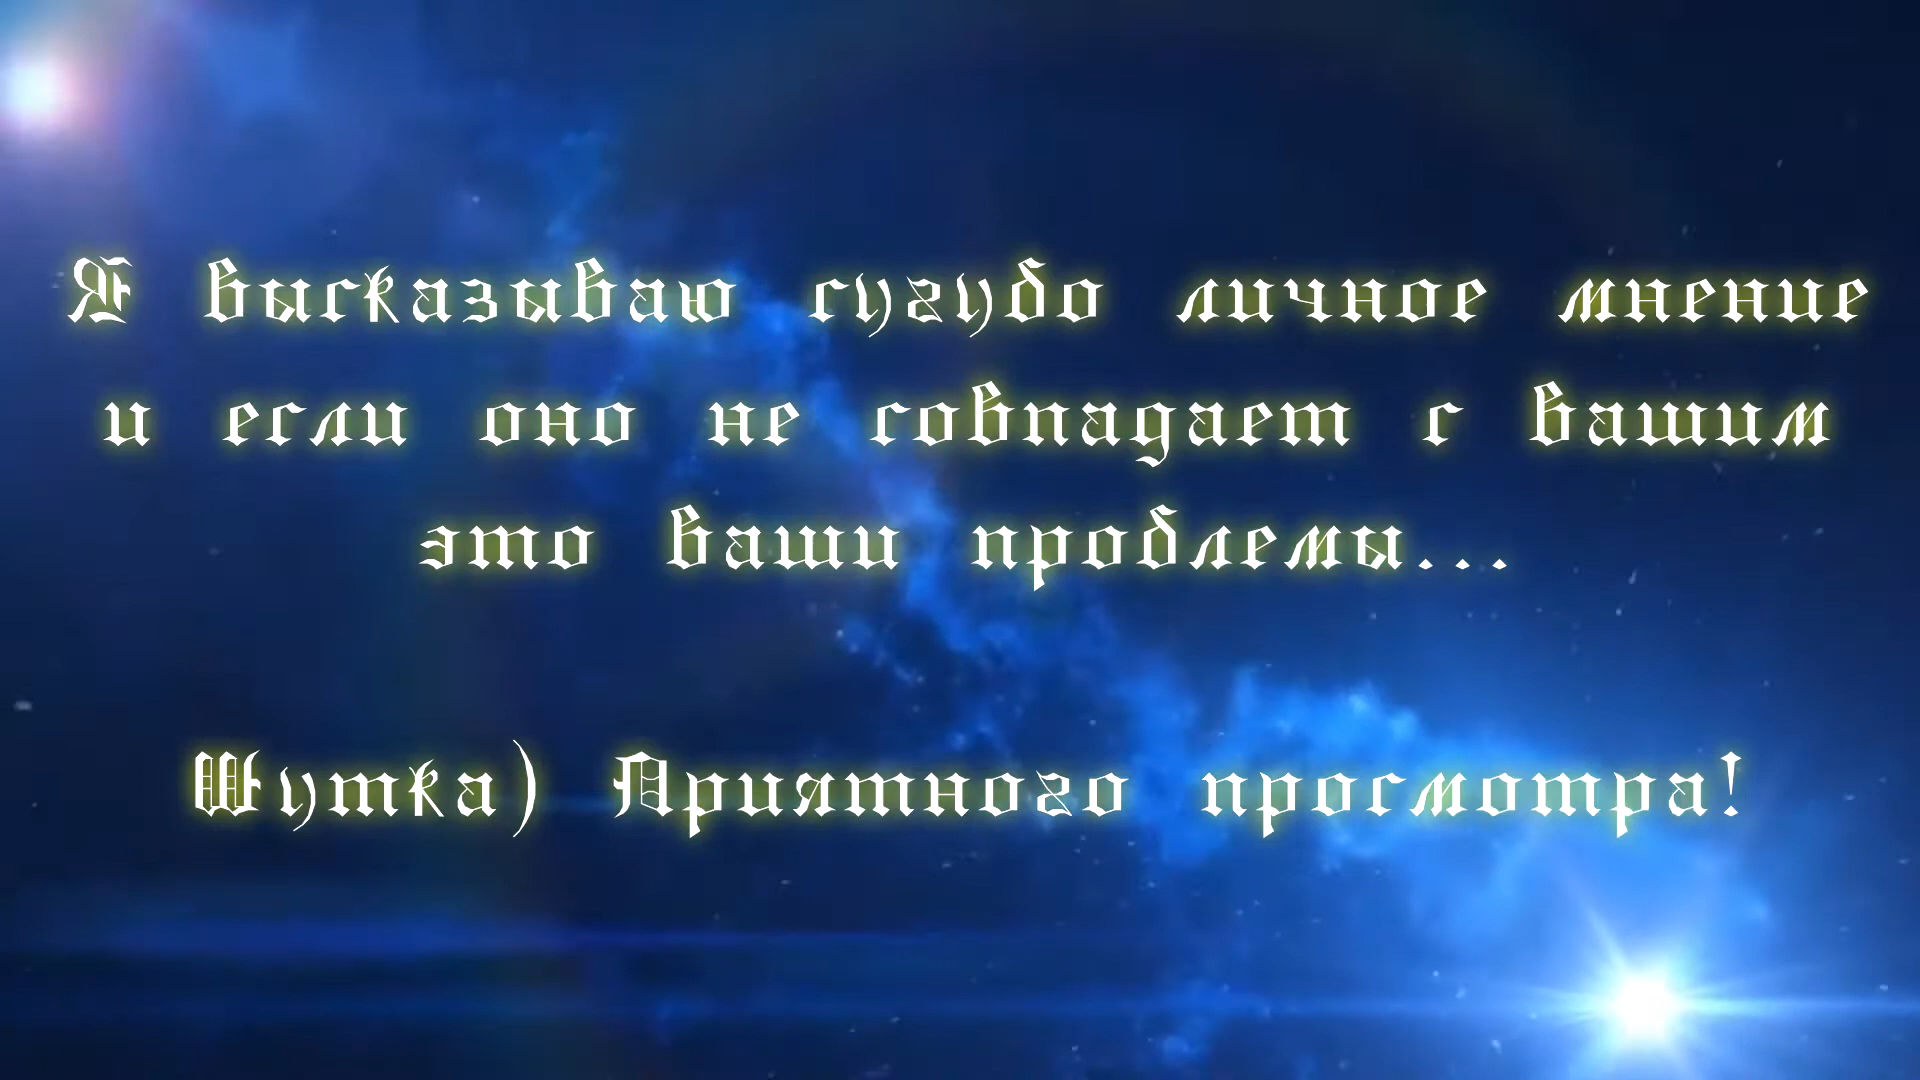 Я высказываю сугубо личное мнение
и если оно не совпадает с вашим
это ваши проблемы...
Шутка) Приятного просмотра!